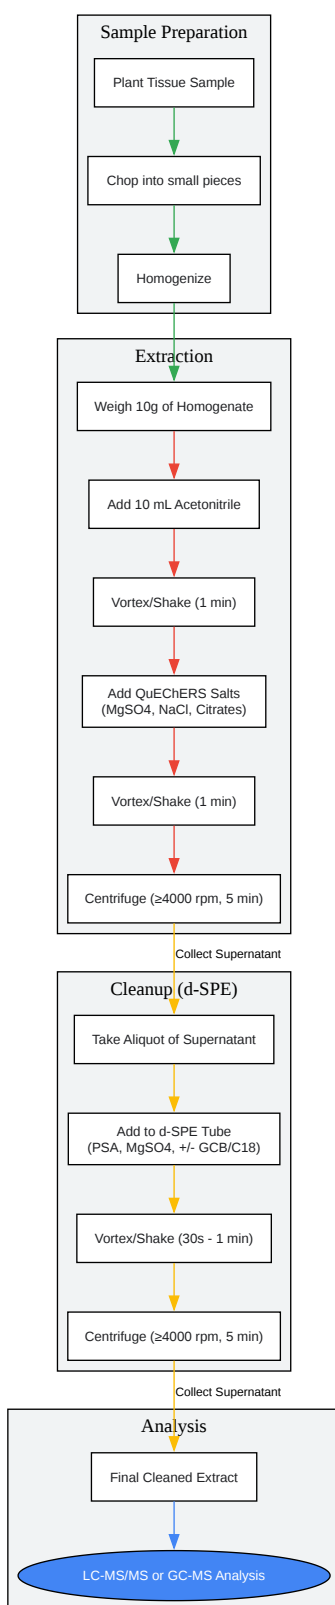 Sample Preparation
Plant Tissue Sample
Chop into small pieces
Homogenize
Extraction
Weigh 10g of Homogenate
Add 10 mL Acetonitrile
Vortex/Shake (1 min)
Add QuEChERS Salts
(MgSO4, NaCl, Citrates)
Vortex/Shake (1 min)
Centrifuge (≥4000 rpm, 5 min)
Collect Supernatant
Cleanup (d-SPE)
Take Aliquot of Supernatant
Add to d-SPE Tube
(PSA, MgSO4, +/- GCB/C18)
Vortex/Shake (30s - 1 min)
Centrifuge (≥4000 rpm, 5 min)
Collect Supernatant
Analysis
Final Cleaned Extract
LC-MS/MS or GC-MS Analysis